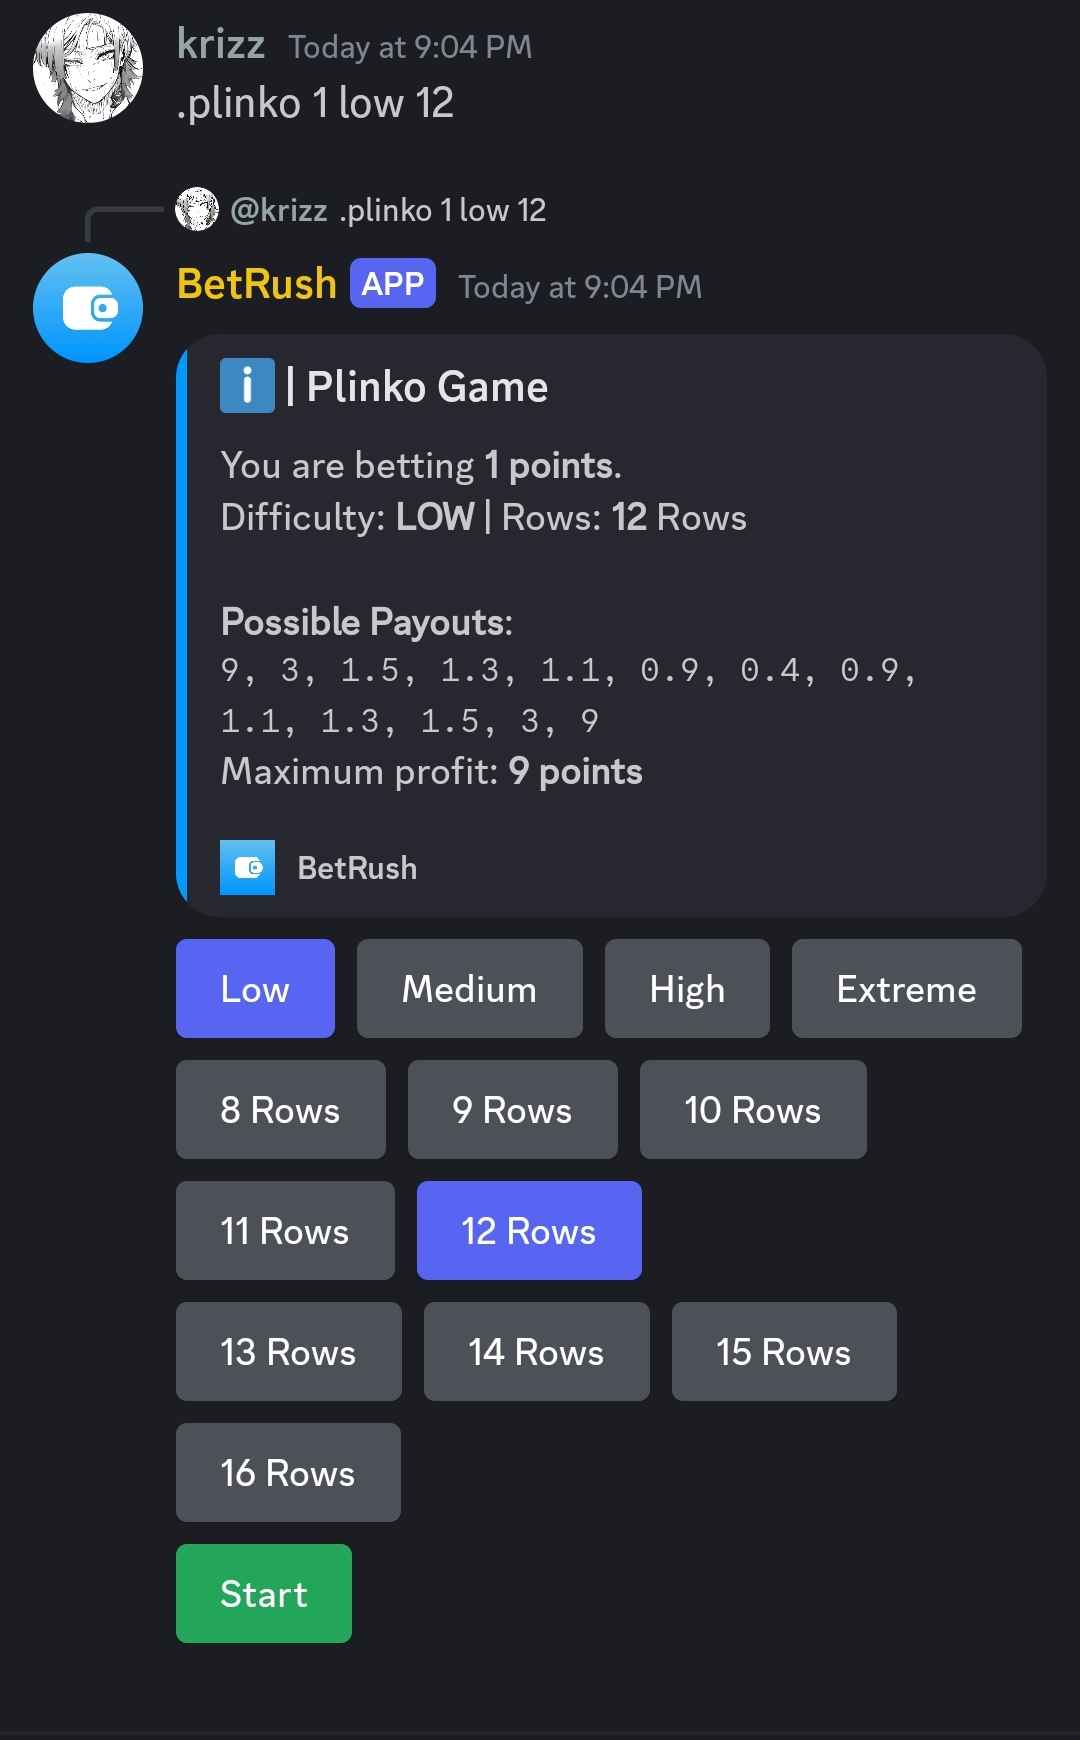 krizz Today at 9:04 PM
.plinko 1 low 12
@krizz .plinko 1 low 12
BetRush APP Today at 9:04 PM
i | Plinko Game
You are betting 1 points.
Difficulty: LOW | Rows: 12 Rows
Possible Payouts:
9, 3, 1.5, 1.3, 1.1, 0.9, 0.4, 0.9,
1.1, 1.3, 1.5, 3, 9
Maximum profit: 9 points
BetRush
Low Medium High Extreme
8 Rows 9 Rows 10 Rows
11 Rows 12 Rows
13 Rows 14 Rows 15 Rows
16 Rows
Start